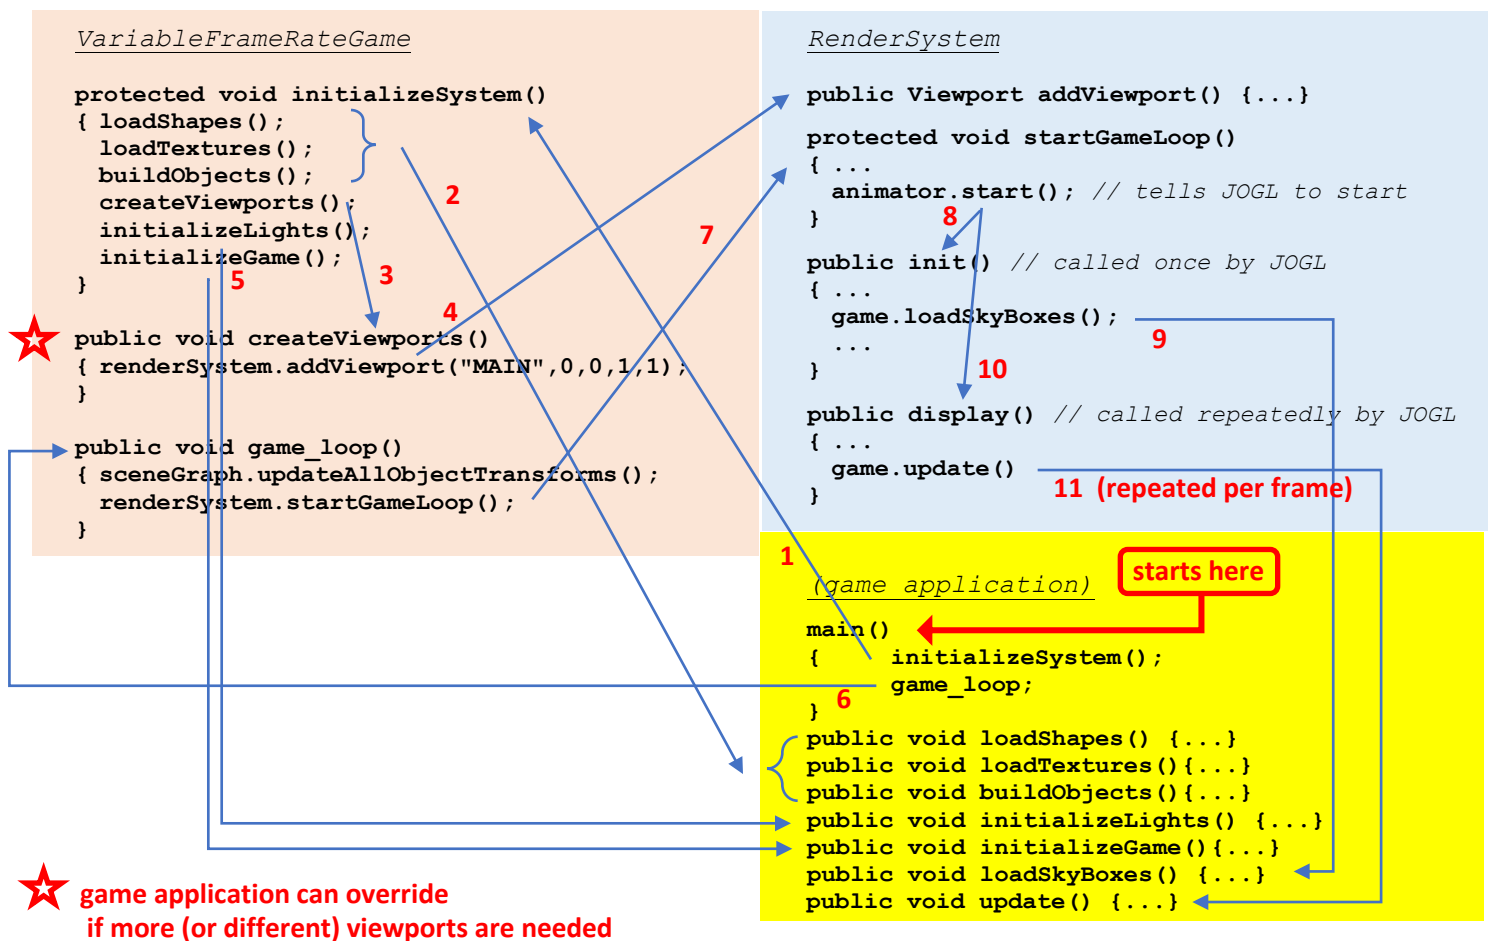 VariableFrameRateGame
protected void initializeSystem()
{ loadShapes();
loadTextures();
buildObjects();
createViewports();
initializeLights();
initializeGame();
}
public void createViewports()
{ renderSystem.addViewport("MAIN",0,0,1,1);
}
public void game_loop()
{ sceneGraph.updateAllObjectTransforms();
renderSystem.startGameLoop();
}
2
3
4
5
7
RenderSystem
public Viewport addViewport() {...}
protected void startGameLoop()
{ ...
animator.start(); // tells JOGL to start
}
8
public init() // called once by JOGL
{ ...
game.loadSkyBoxes();
...
}
9
10
public display() // called repeatedly by JOGL
{ ...
game.update()
}
11 (repeated per frame)
1
starts here
(game application)
main()
{ initializeSystem();
game_loop;
}
6
public void loadShapes() {...}
public void loadTextures(){...}
public void buildObjects(){...}
public void initializeLights() {...}
public void initializeGame(){...}
public void loadSkyBoxes() {...}
public void update() {...}
game application can override
if more (or different) viewports are needed